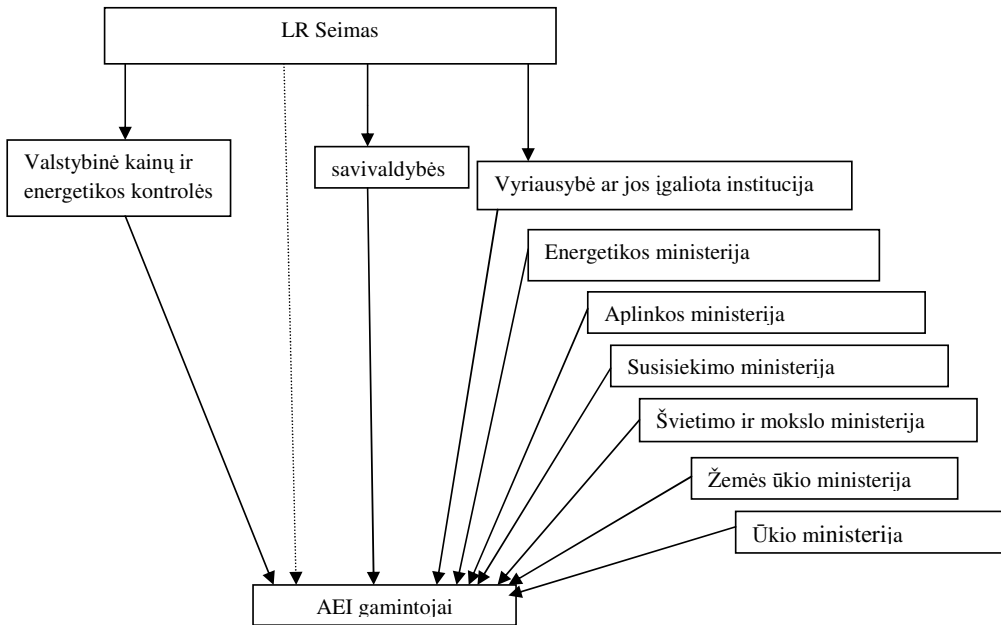 LR Seimas
Valstybinė kainų ir
energetikos kontrolės
savivaldybės
Vyriausybė ar jos įgaliota institucija
Energetikos ministerija
Aplinkos ministerija
Susisiekimo ministerija
Švietimo ir mokslo ministerija
Žemės ūkio ministerija
Ūkio ministerija
AEI gamintojai